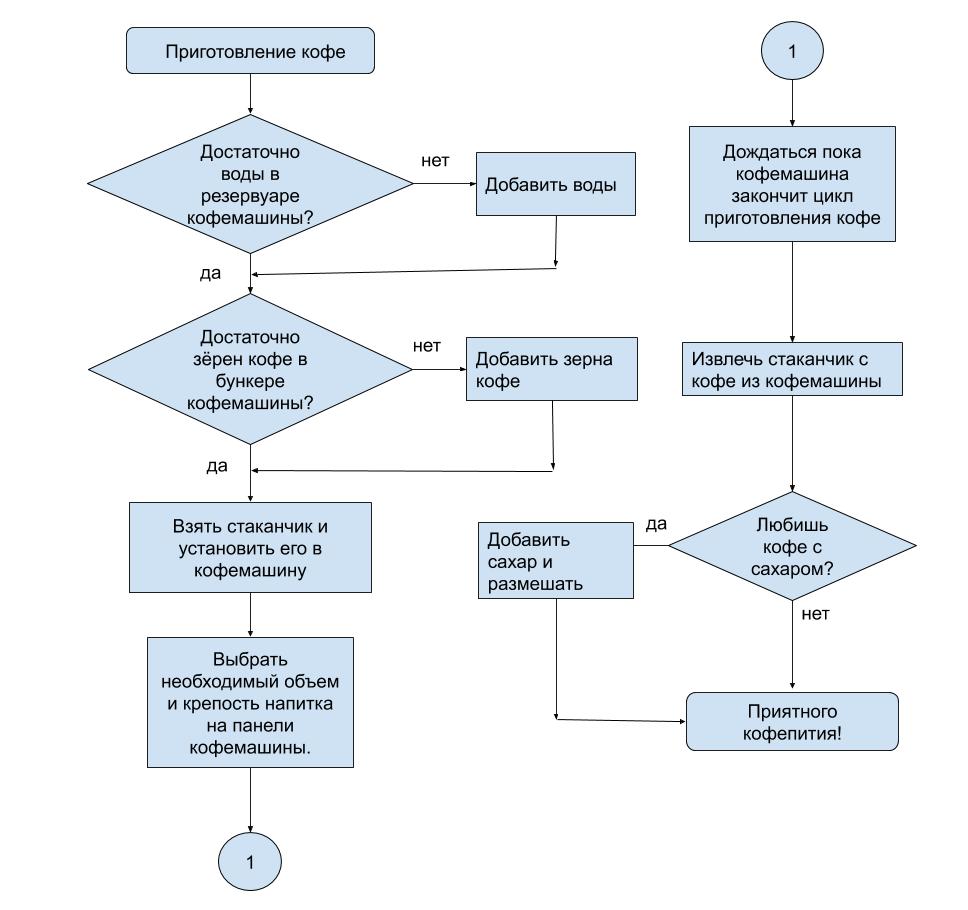 Приготовление кофе
Достаточно
воды в
резервуаре
кофемашины?
нет
Добавить воды
да
Достаточно
зёрен кофе в
бункере
кофемашины?
нет
Добавить зерна
кофе
да
Взять стаканчик и
установить его в
кофемашину
Выбрать
необходимый объем
и крепость напитка
на панели
кофемашины.
1
1
Дождаться пока
кофемашина
закончит цикл
приготовления кофе
Извлечь стаканчик с
кофе из кофемашины
Любишь
кофе с
сахаром?
да
Добавить
сахар и
размешать
нет
Приятного
кофепития!